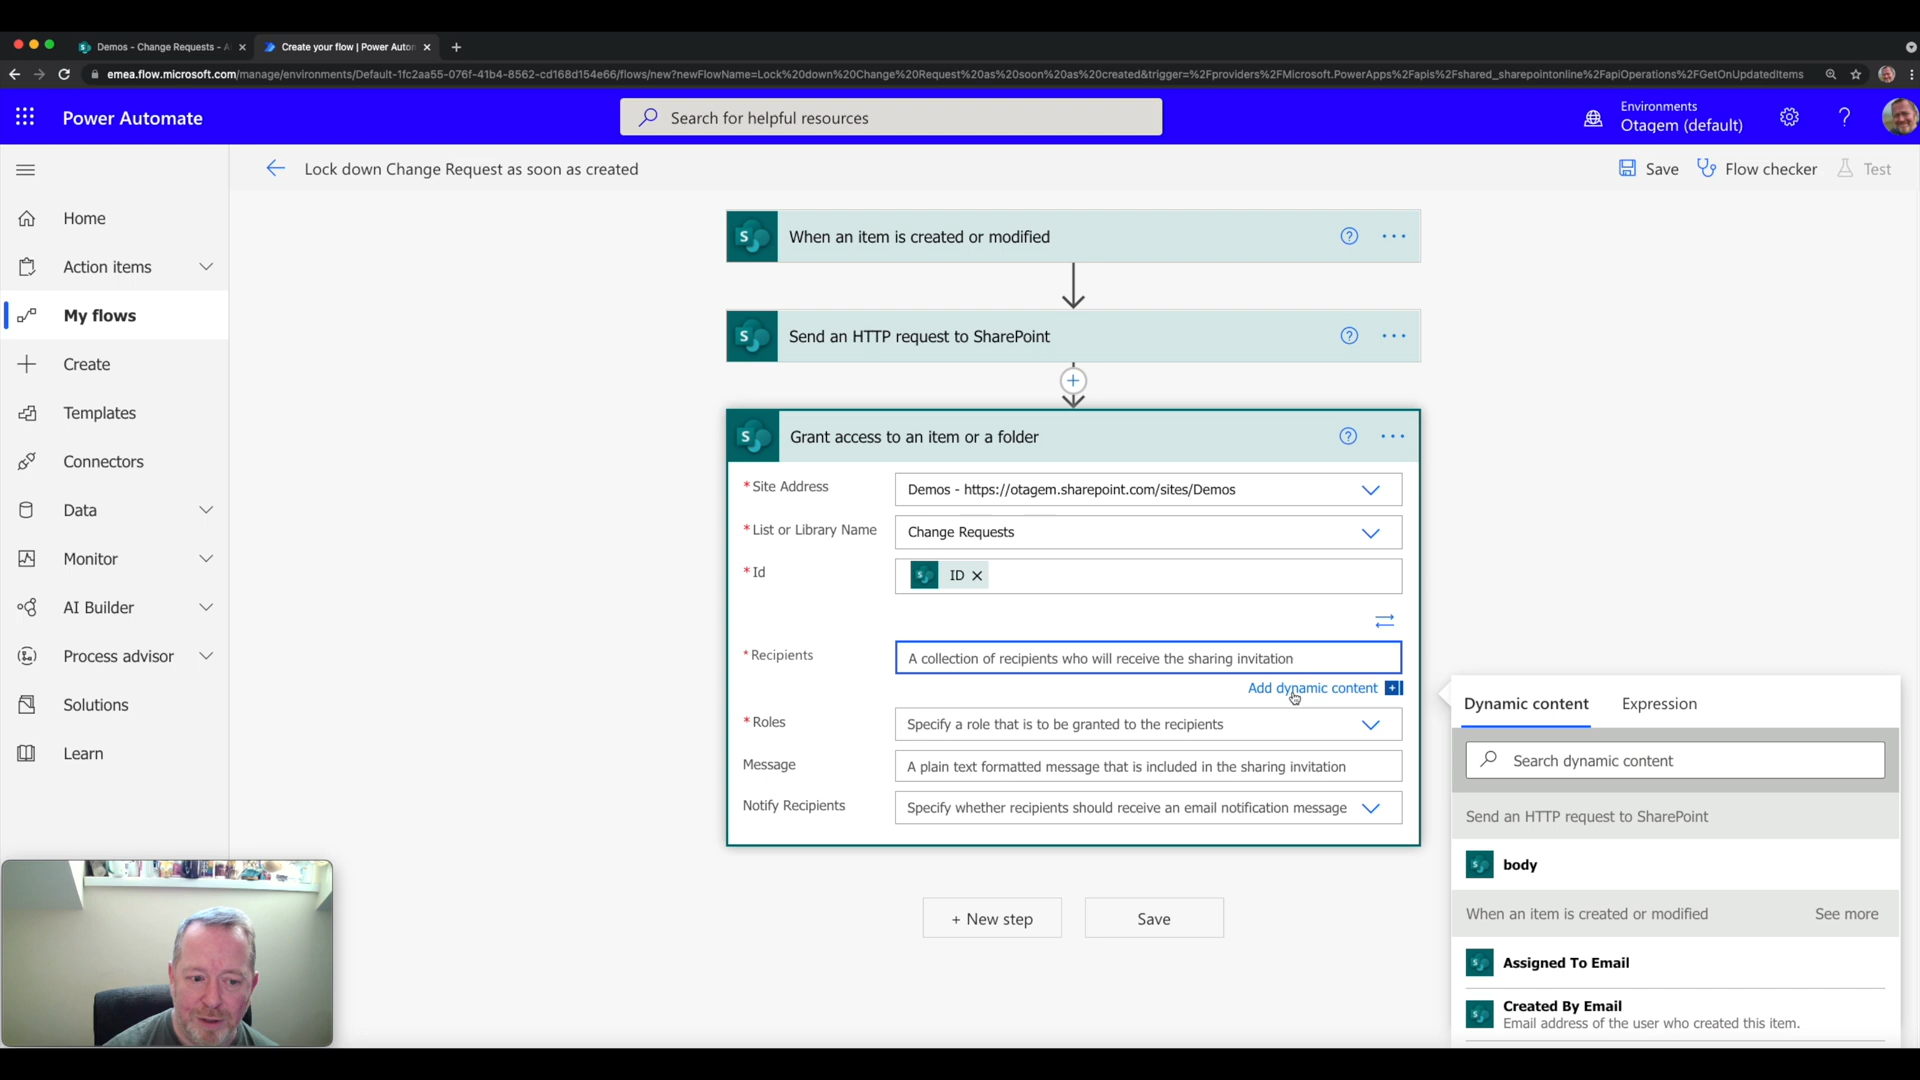 Demos - Change Requests - A
Create your flow | Power Auton
emea.flow.microsoft.com/manage/environments/Default-1fc2aa55-076f-41b4-8562-cd168d154e66/flows/new?newFlowName=Lock%20down%20Change%20Request%20as%20soon%20as%20created&trigger=%2Fproviders%2FMicrosoft.PowerApps%2Fapis%2Fshared_sharepointonline%2FapiOperations%2FGetOnUpdatedItems
Power Automate
Search for helpful resources
Environments
Otagem (default)
Lock down Change Request as soon as created
Save
Flow checker
Test
Home
Action items
My flows
Create
Templates
Connectors
Data
Monitor
AI Builder
Process advisor
Solutions
Learn
When an item is created or modified
Send an HTTP request to SharePoint
Grant access to an item or a folder
* Site Address
Demos - https://otagem.sharepoint.com/sites/Demos
* List or Library Name
Change Requests
* Id
ID
* Recipients
A collection of recipients who will receive the sharing invitation
Add dynamic content
* Roles
Specify a role that is to be granted to the recipients
Message
A plain text formatted message that is included in the sharing invitation
Notify Recipients
Specify whether recipients should receive an email notification message
+ New step
Save
Dynamic content
Expression
Search dynamic content
Send an HTTP request to SharePoint
body
When an item is created or modified
See more
Assigned To Email
Created By Email
Email address of the user who created this item.